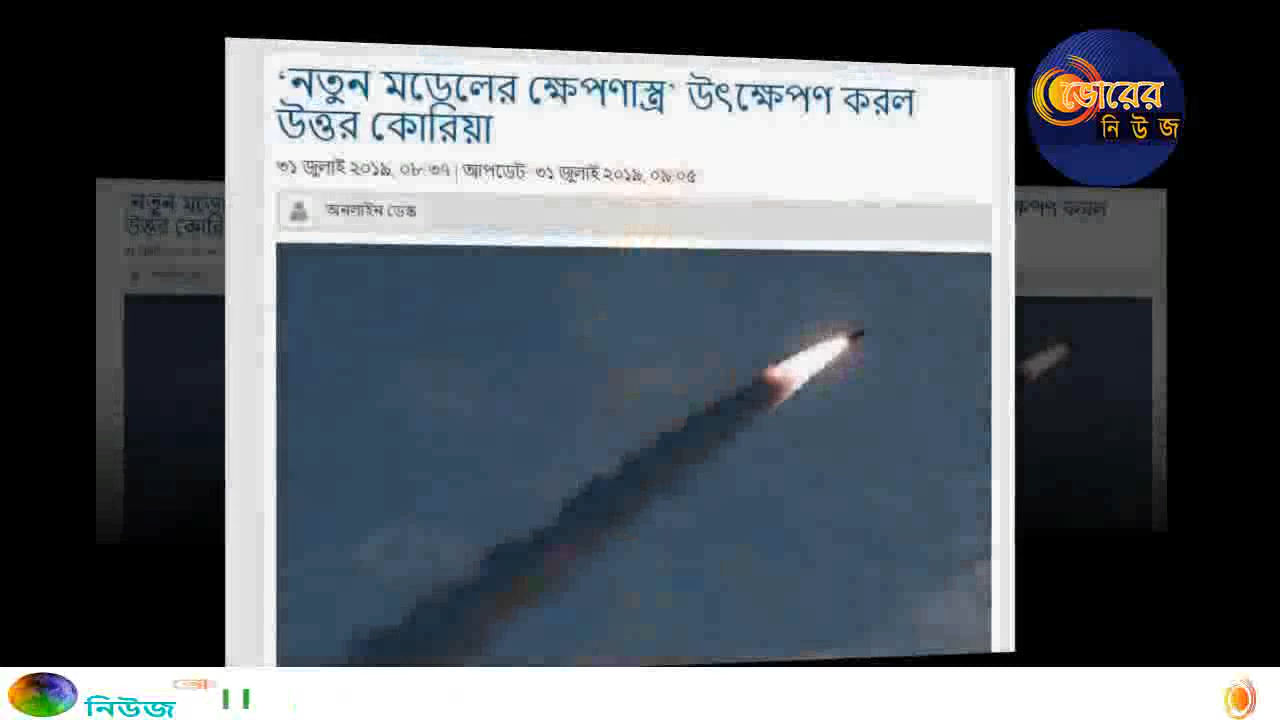 ‘নতুন মডেলের ক্ষেপণাস্ত্র’ উৎক্ষেপণ করল
উত্তর কোরিয়া
৩১ জুলাই ২০১৯, ০৮:৩৭ | আপডেট: ৩১ জুলাই ২০১৯, ০৯:০৫
অনলাইন ডেস্ক
ভোরের
নিউজ
নিউজ